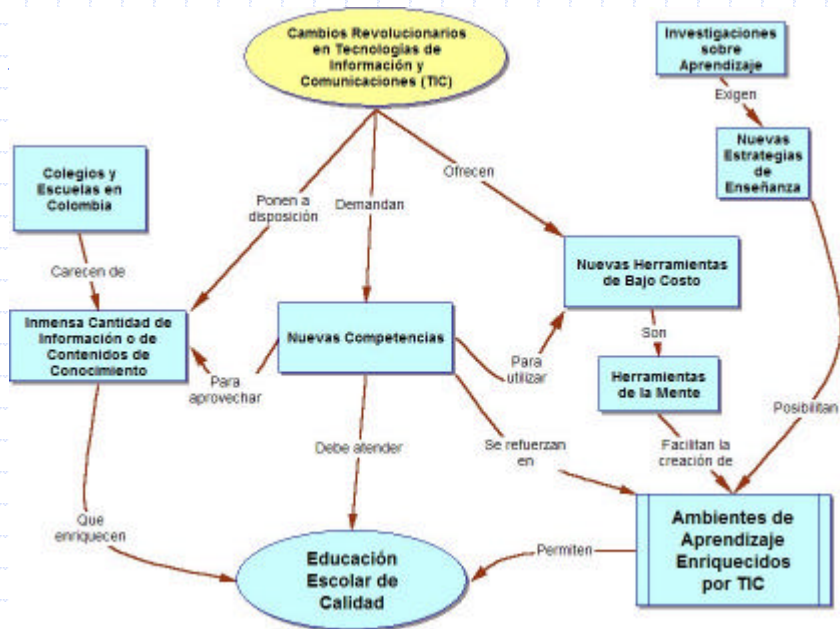 Cambios Revolucionarios
en Tecnologías de
Información y
Comunicaciones (TIC)
Investigaciones
sobre
Aprendizaje
Exigen
Nuevas
Estrategias
de
Enseñanza
Colegios y
Escuelas en
Colombia
Ponen a
disposición
Demandan
Ofrecen
Carecen de
Nuevas Herramientas
de Bajo Costo
Inmensa Cantidad de
Información o de
Contenidos de
Conocimiento
Nuevas Competencias
Son
Para
aprovechar
Para
utilizar
Herramientas
de la Mente
Posibilitan
Debe atender
Se refuerzan
en
Facilitan la
creación de
Que
enriquecen
Educación
Escolar de
Calidad
Permiten
Ambientes de
Aprendizaje
Enriquecidos
por TIC